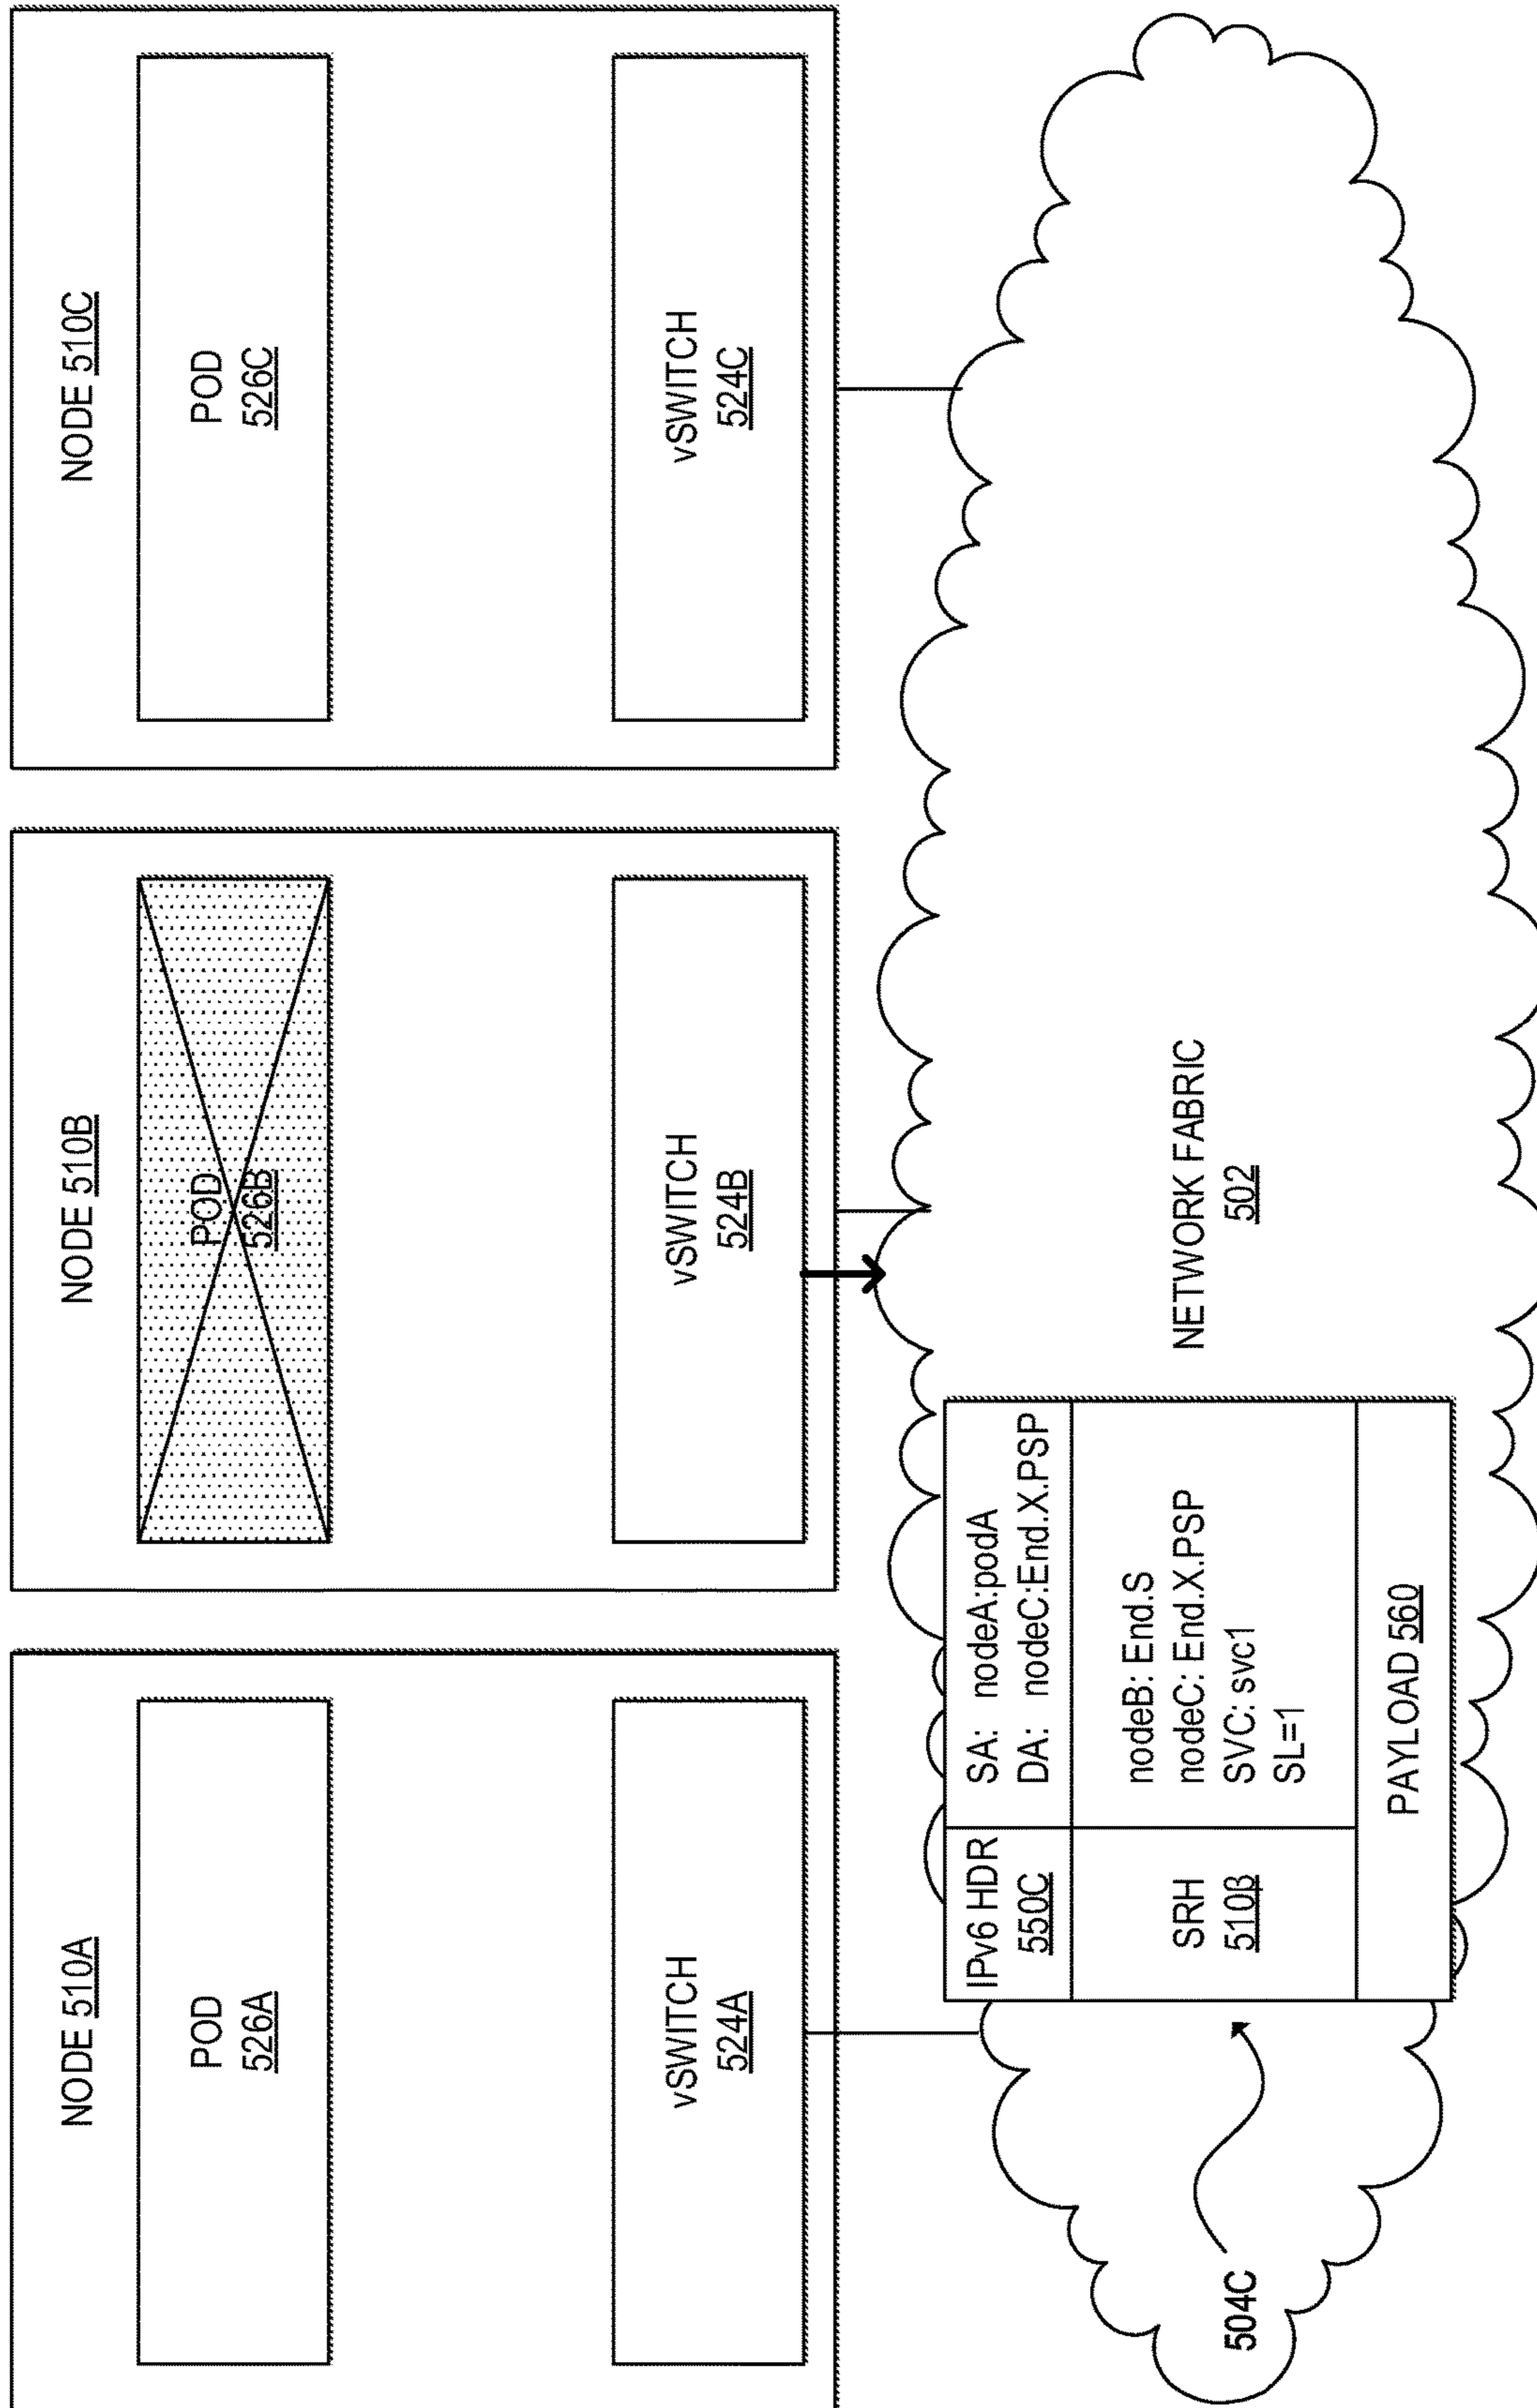 NODE 510A
POD
526A
vSWITCH
524A
NODE 510B
POD
526B
vSWITCH
524B
NODE 510C
POD
526C
vSWITCH
524C
IPv6 HDR
550C
SA: nodeA:podA
DA: nodeC:End.X.PSP
SRH
510β
nodeB: End.S
nodeC: End.X.PSP
SVC: svc1
SL=1
PAYLOAD 560
504C
NETWORK FABRIC
502